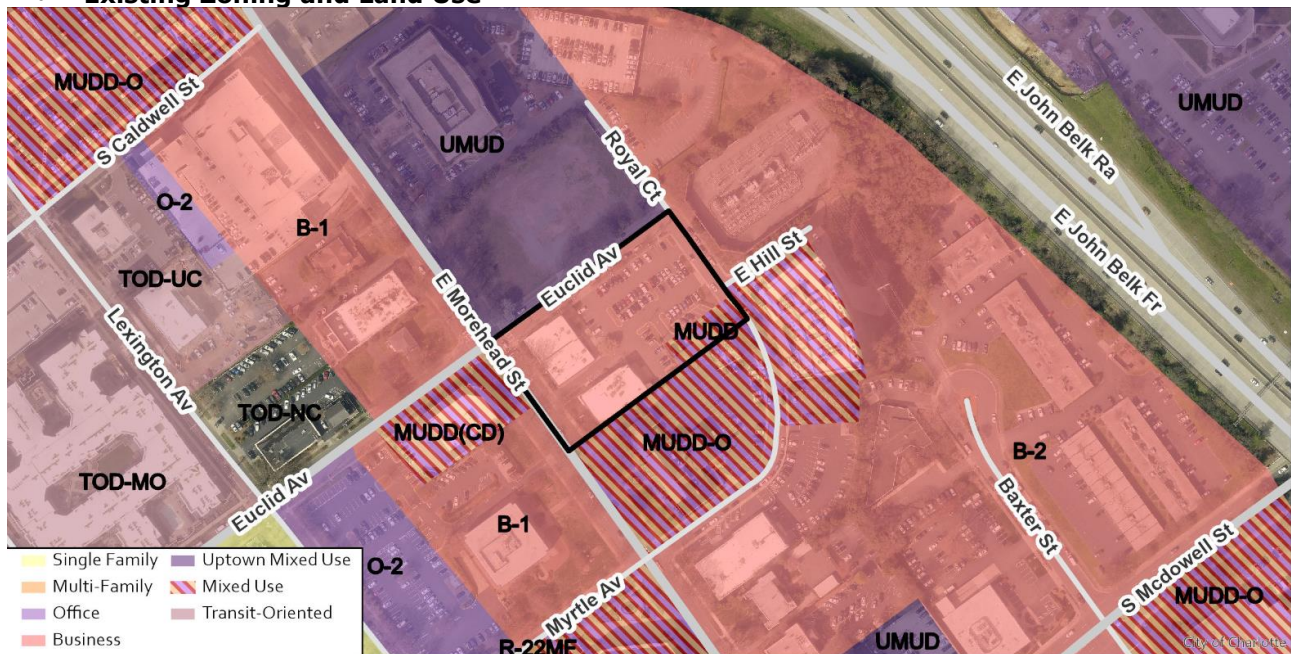 Existing Zoning and Land Use
MUDD-O
S Caldwell St
UMUD
E John Belk Ra
UMUD
Royal Ct
O-2
B-1
E John Belk Fr
TOD-UC
Euclid Av
E Hill St
E Morehead St
Lexington Av
MUDD
TOD-NC
MUDD(CD)
MUDD-O
B-2
TOD-MO
Euclid Av
Baxter St
B-1
S Mcdowell St
O-2
Myrtle Av
MUDD-O
R-22MF
UMUD
Single Family
Multi-Family
Office
Business
Uptown Mixed Use
Mixed Use
Transit-Oriented
City of Charlotte